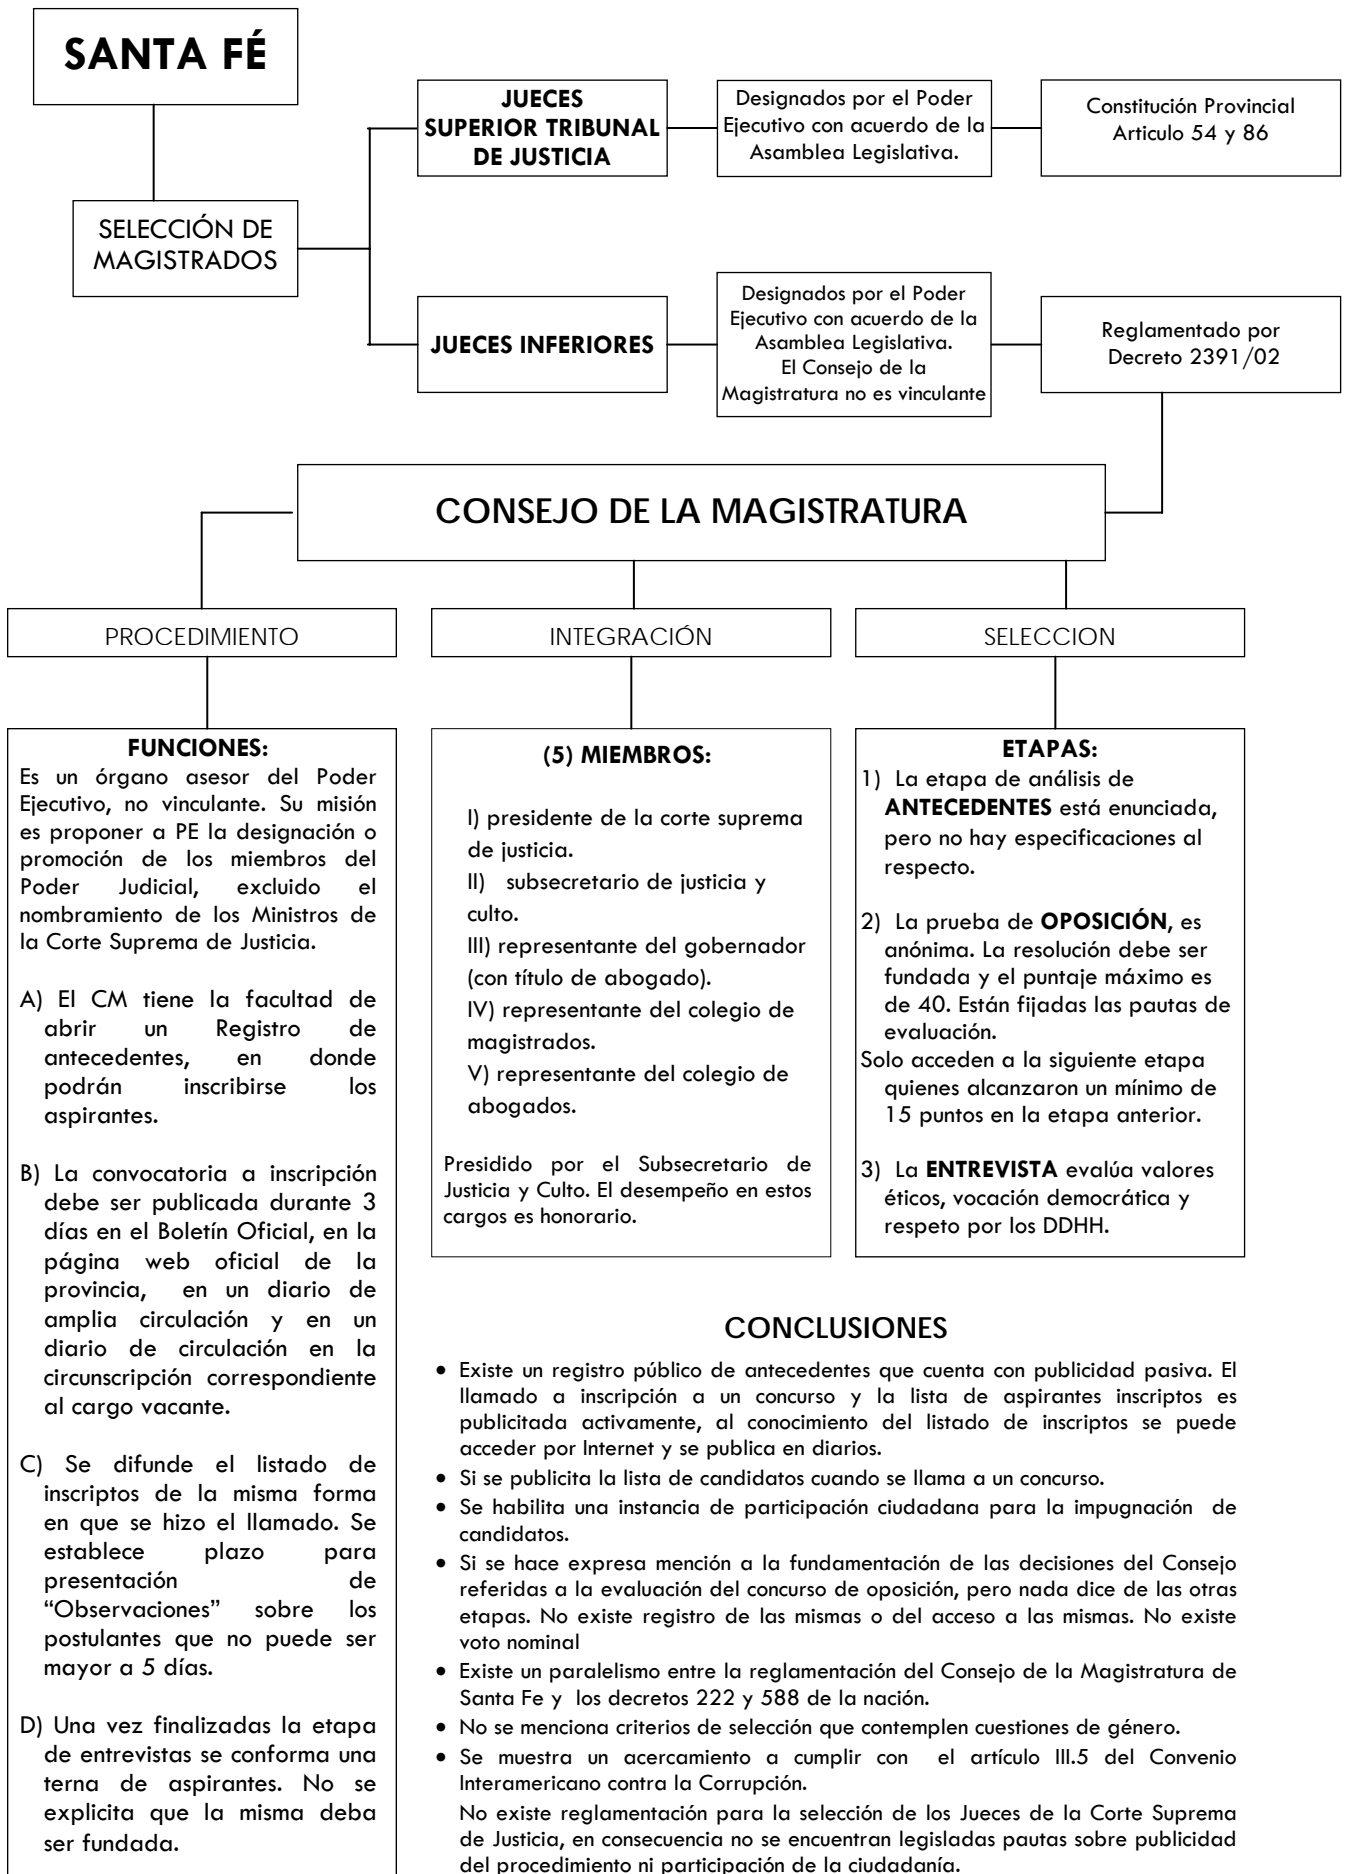 SANTA FÉ
SELECCIÓN DE
MAGISTRADOS
JUECES
SUPERIOR TRIBUNAL
DE JUSTICIA
Designados por el Poder
Ejecutivo con acuerdo de la
Asamblea Legislativa.
Constitución Provincial
Articulo 54 y 86
JUECES INFERIORES
Designados por el Poder
Ejecutivo con acuerdo de la
Asamblea Legislativa.
El Consejo de la
Magistratura no es vinculante
Reglamentado por
Decreto 2391/02
CONSEJO DE LA MAGISTRATURA
PROCEDIMIENTO
INTEGRACIÓN
SELECCION
FUNCIONES:
Es un órgano asesor del Poder
Ejecutivo, no vinculante. Su misión
es proponer a PE la designación o
promoción de los miembros del
Poder Judicial, excluido el
nombramiento de los Ministros de
la Corte Suprema de Justicia.
A) El CM tiene la facultad de
abrir un Registro de
antecedentes, en donde
podrán inscribirse los
aspirantes.
B) La convocatoria a inscripción
debe ser publicada durante 3
días en el Boletín Oficial, en la
página web oficial de la
provincia, en un diario de
amplia circulación y en un
diario de circulación en la
circunscripción correspondiente
al cargo vacante.
C) Se difunde el listado de
inscriptos de la misma forma
en que se hizo el llamado. Se
establece plazo para
presentación de
“Observaciones” sobre los
postulantes que no puede ser
mayor a 5 días.
D) Una vez finalizadas la etapa
de entrevistas se conforma una
terna de aspirantes. No se
explicita que la misma deba
ser fundada.
(5) MIEMBROS:
I) presidente de la corte suprema
de justicia.
II) subsecretario de justicia y
culto.
III) representante del gobernador
(con título de abogado).
IV) representante del colegio de
magistrados.
V) representante del colegio de
abogados.
Presidido por el Subsecretario de
Justicia y Culto. El desempeño en estos
cargos es honorario.
ETAPAS:
1) La etapa de análisis de
ANTECEDENTES está enunciada,
pero no hay especificaciones al
respecto.
2) La prueba de OPOSICIÓN, es
anónima. La resolución debe ser
fundada y el puntaje máximo es
de 40. Están fijadas las pautas de
evaluación.
Solo acceden a la siguiente etapa
quienes alcanzaron un mínimo de
15 puntos en la etapa anterior.
3) La ENTREVISTA evalúa valores
éticos, vocación democrática y
respeto por los DDHH.
CONCLUSIONES
• Existe un registro público de antecedentes que cuenta con publicidad pasiva. El
llamado a inscripción a un concurso y la lista de aspirantes inscriptos es
publicitada activamente, al conocimiento del listado de inscriptos se puede
acceder por Internet y se publica en diarios.
• Si se publicita la lista de candidatos cuando se llama a un concurso.
• Se habilita una instancia de participación ciudadana para la impugnación de
candidatos.
• Si se hace expresa mención a la fundamentación de las decisiones del Consejo
referidas a la evaluación del concurso de oposición, pero nada dice de las otras
etapas. No existe registro de las mismas o del acceso a las mismas. No existe
voto nominal
• Existe un paralelismo entre la reglamentación del Consejo de la Magistratura de
Santa Fe y los decretos 222 y 588 de la nación.
• No se menciona criterios de selección que contemplen cuestiones de género.
• Se muestra un acercamiento a cumplir con el artículo III.5 del Convenio
Interamericano contra la Corrupción.
No existe reglamentación para la selección de los Jueces de la Corte Suprema
de Justicia, en consecuencia no se encuentran legisladas pautas sobre publicidad
del procedimiento ni participación de la ciudadanía.